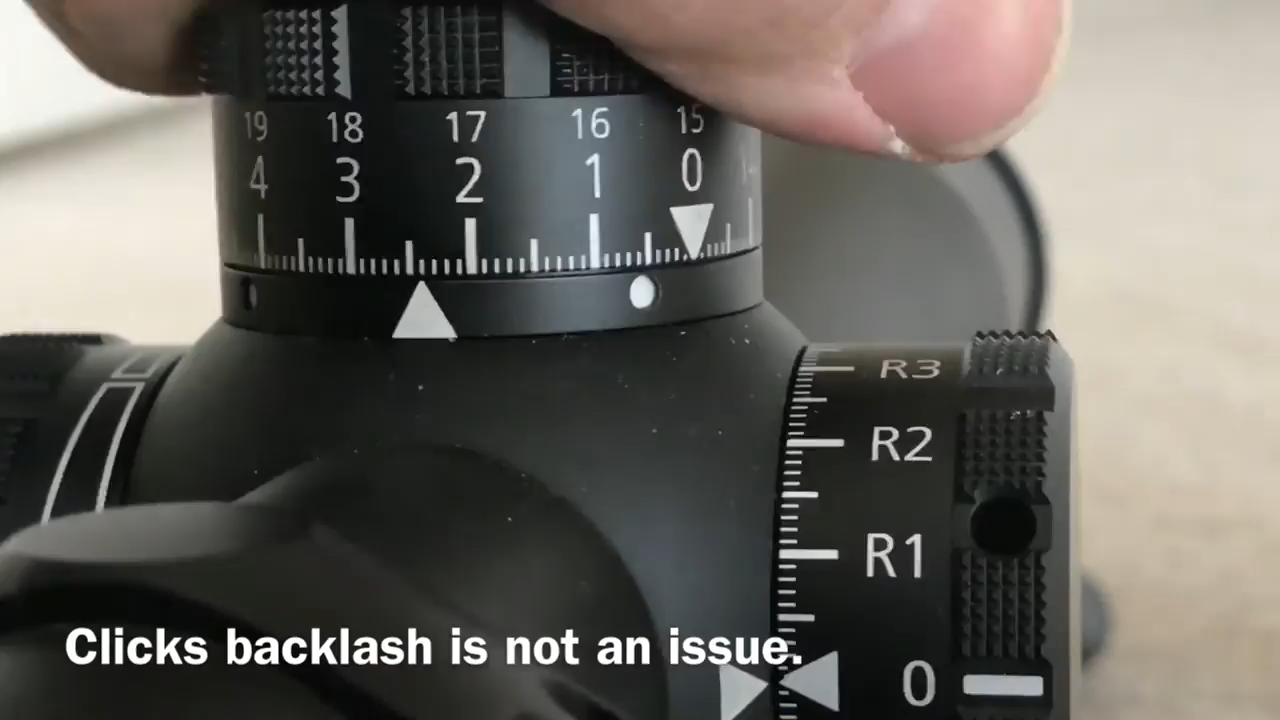 19 18 17 16 15
4 3 2 1 0
R3
R2
R1
0
Clicks backlash is not an issue.